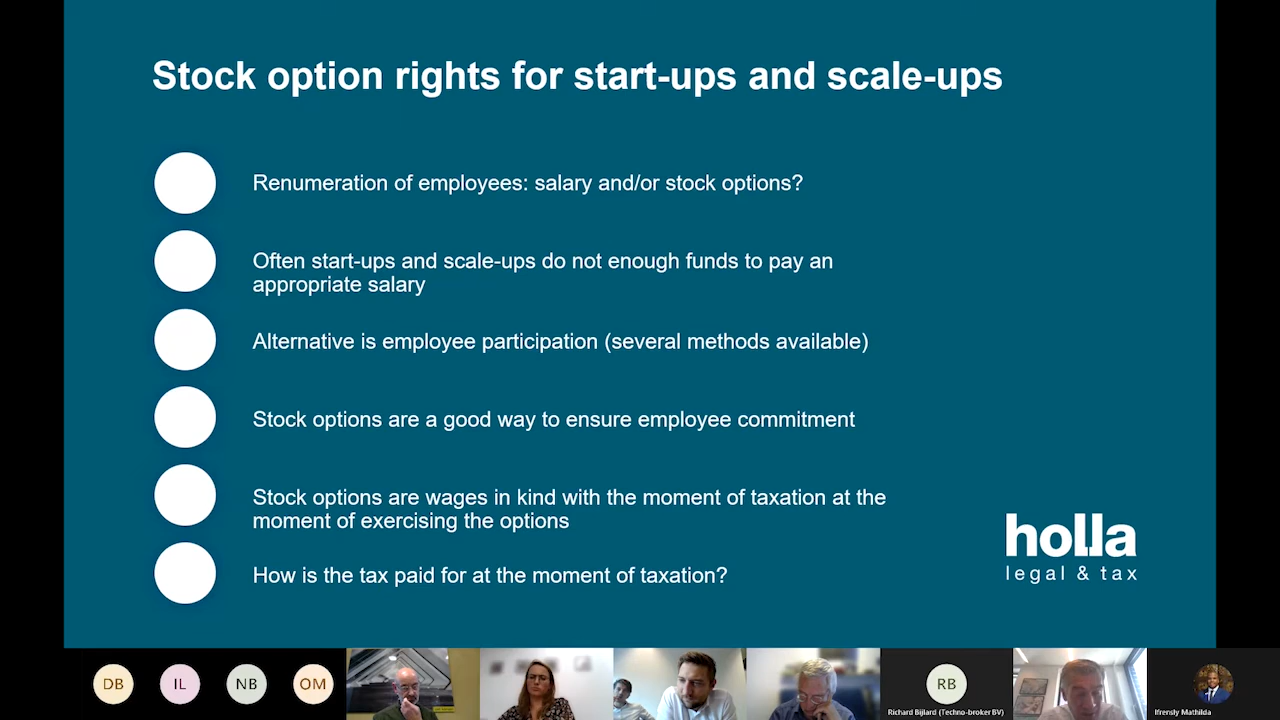 Stock option rights for start-ups and scale-ups
Renumeration of employees: salary and/or stock options?
Often start-ups and scale-ups do not enough funds to pay an
appropriate salary
Alternative is employee participation (several methods available)
Stock options are a good way to ensure employee commitment
Stock options are wages in kind with the moment of taxation at the
moment of exercising the options
How is the tax paid for at the moment of taxation?
holla
legal & tax
DB
IL
NB
OM
RB
Richard Bijlard (Techno-broker BV)
Ifrensly Mathilda